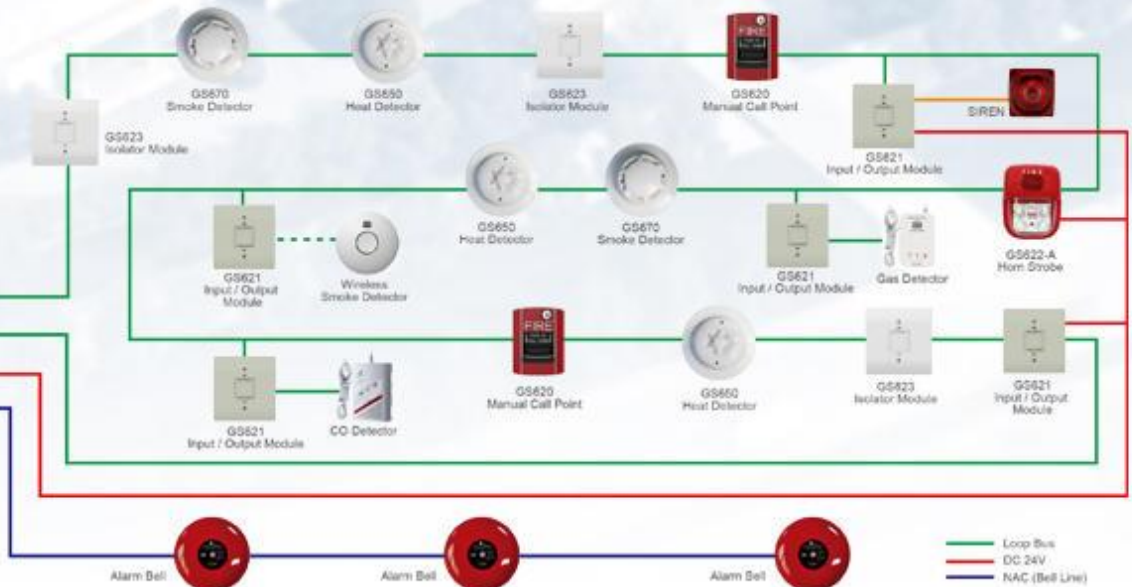 GS670
Smoke Detector
GS650
Heat Detector
GS623
Isolator Module
FIRE
GS620
Manual Call Point
GS623
Isolator Module
SIREN
GS621
Input / Output Module
GS650
Heat Detector
GS670
Smoke Detector
FIRE
GS622-A
Horn Strobe
GS621
Input / Output
Module
Wireless
Smoke Detector
GS621
Input / Output Module
Gas Detector
FIRE
GS620
Manual Call Point
GS650
Heat Detector
GS623
Isolator Module
GS621
Input / Output
Module
GS621
Input / Output Module
CO Detector
Alarm Bell
Alarm Bell
Alarm Bell
Loop Bus
DC 24V
NAC (Bell Line)